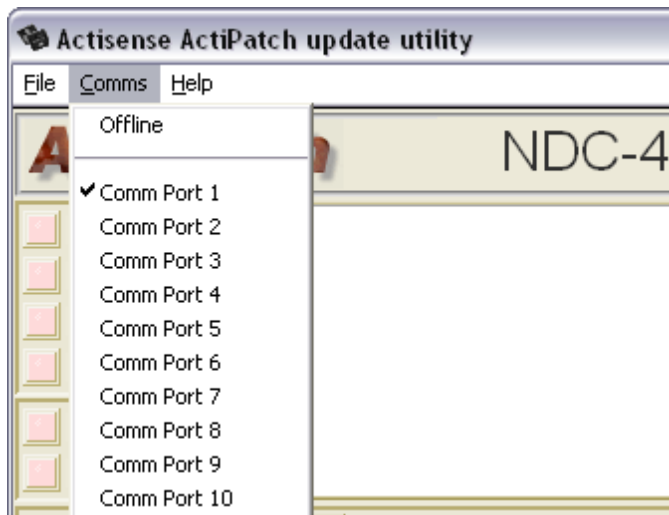 Actisense ActiPatch update utility
File Comms Help
Offline
NDC-4
Comm Port 1
Comm Port 2
Comm Port 3
Comm Port 4
Comm Port 5
Comm Port 6
Comm Port 7
Comm Port 8
Comm Port 9
Comm Port 10